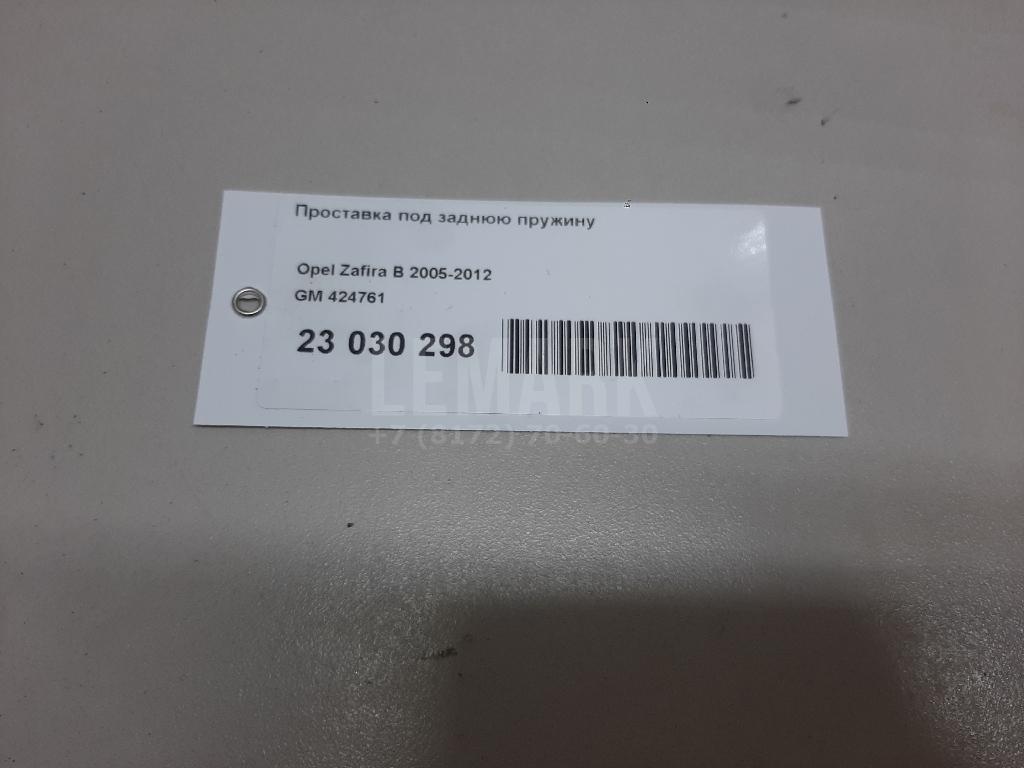 Проставка под заднюю пружину
Opel Zafira B 2005-2012
GM 424761
23 030 298
LEMARK
+7 (8172) 70-60-30